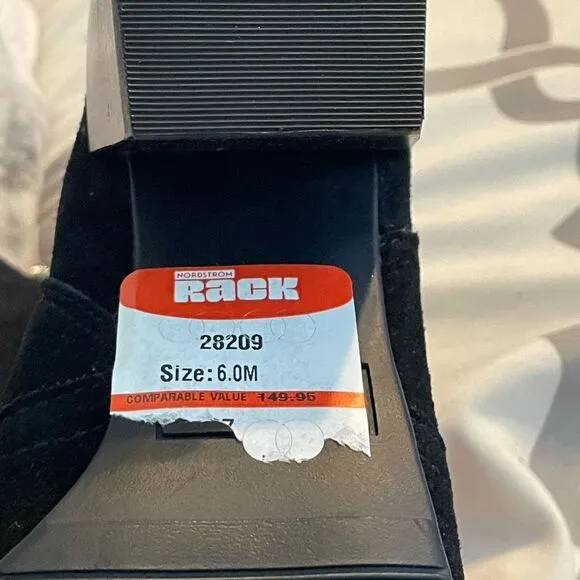 NORDSTROM
Rack
28209
Size: 6.0M
COMPARABLE VALUE 149.95